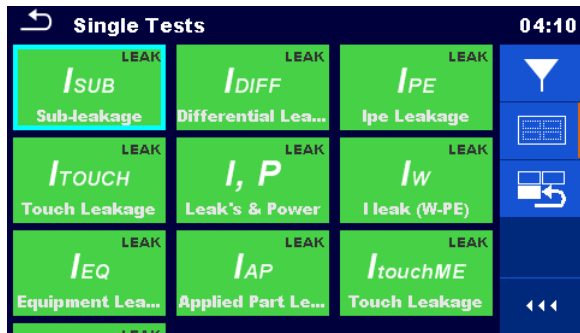 Single Tests 04:10
LEAK LEAK LEAK
ISUB IDIFF IPE
Sub-leakage Differential Lea... Ipe Leakage
LEAK LEAK LEAK
ITOUCH I, P IW
Touch Leakage Leak's & Power I leak (W-PE)
LEAK LEAK LEAK
IEQ IAP ItouchME
Equipment Lea... Applied Part Le... Touch Leakage
LEAK